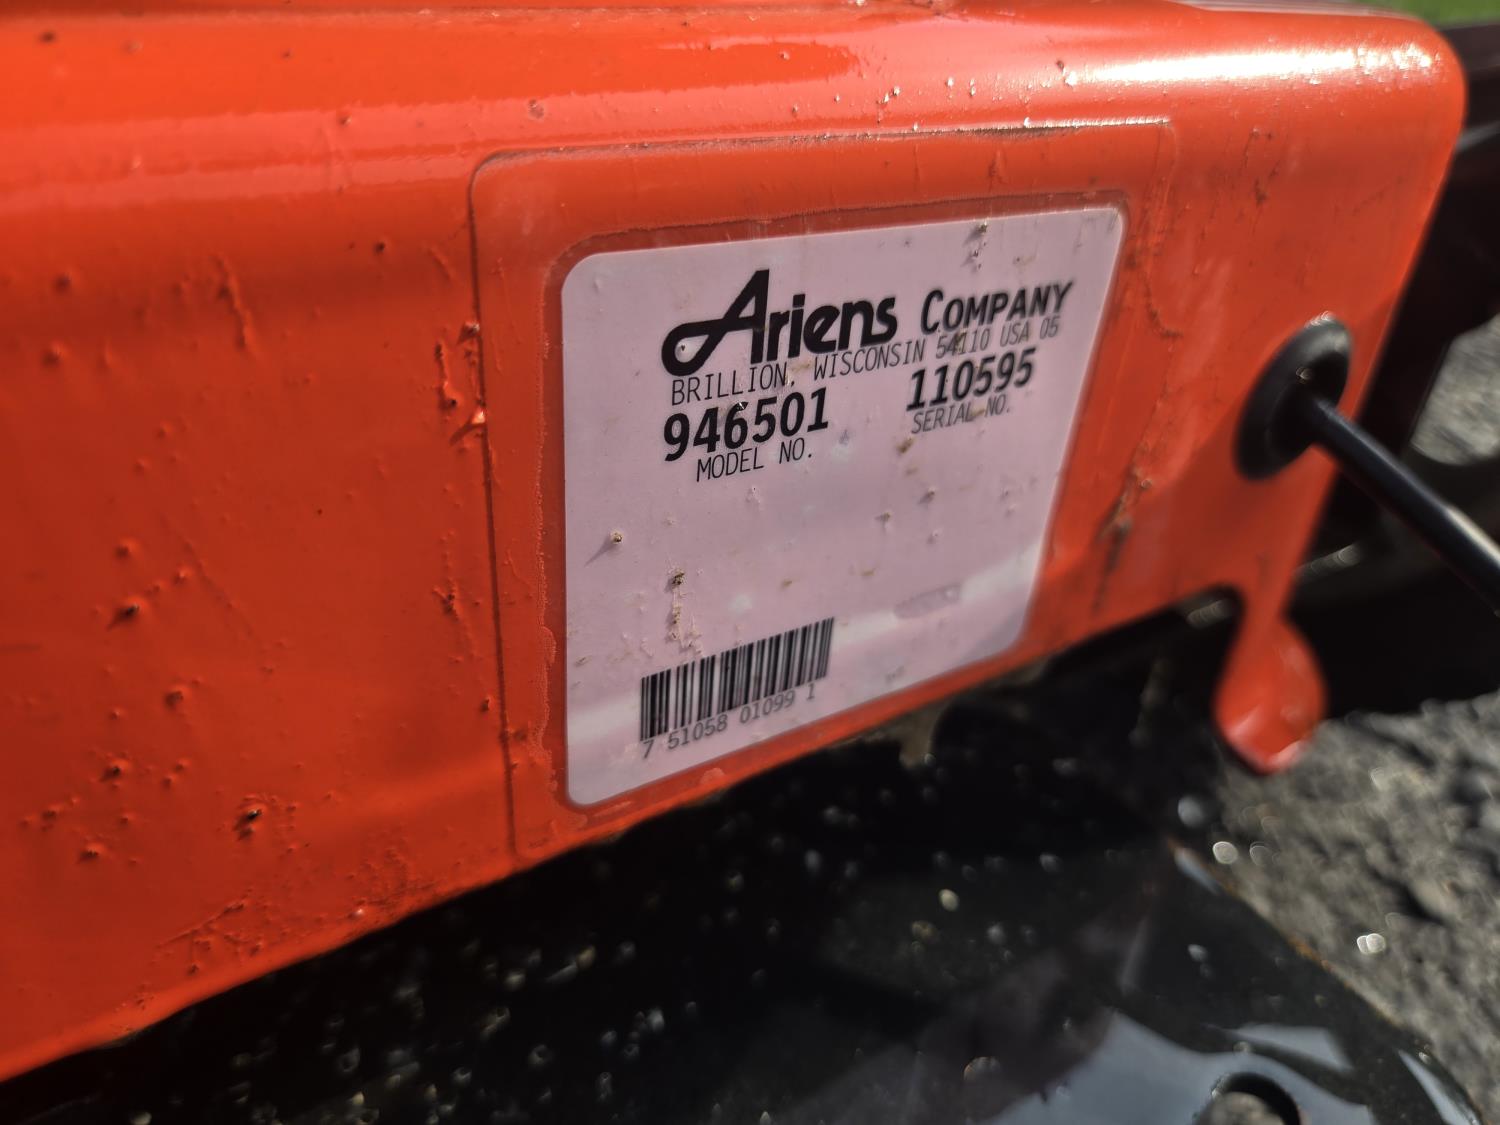 Ariens COMPANY
BRILLION, WISCONSIN 54110 USA 05
946501 110595
MODEL NO. SERIAL NO.
7 51058 01099 1